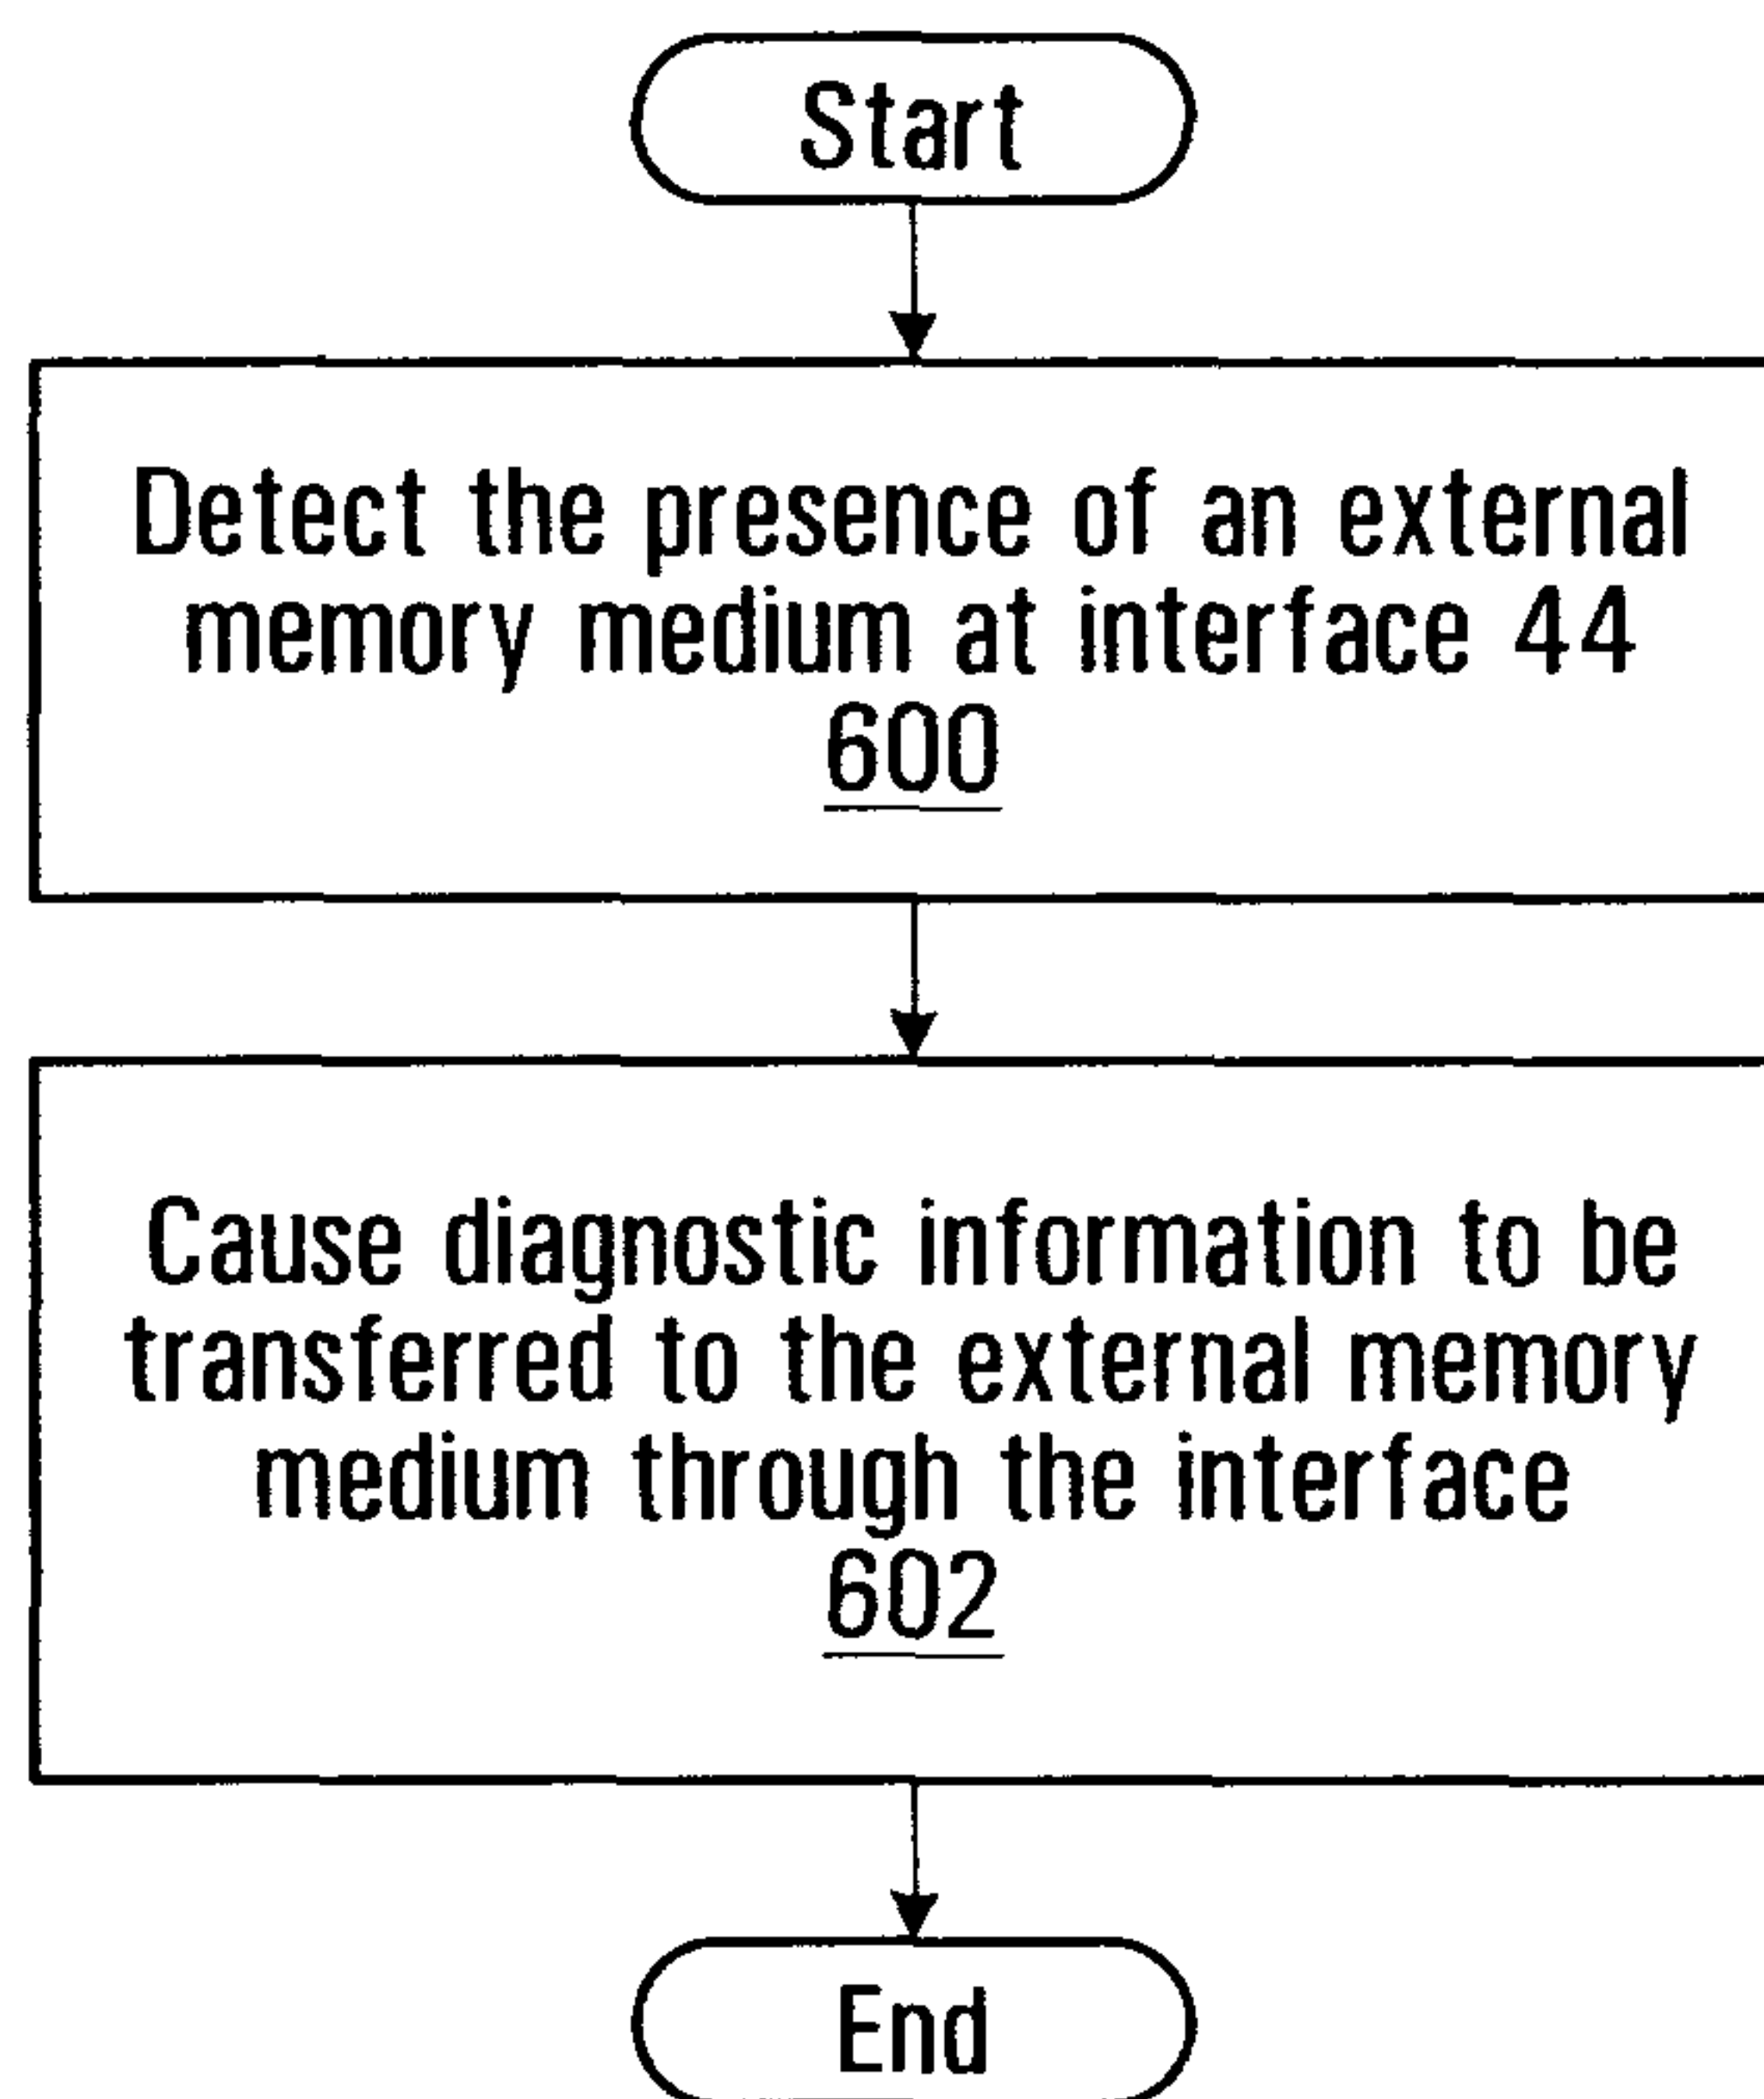 Start
Detect the presence of an external
memory medium at interface 44
600
Cause diagnostic information to be
transferred to the external memory
medium through the interface
602
End